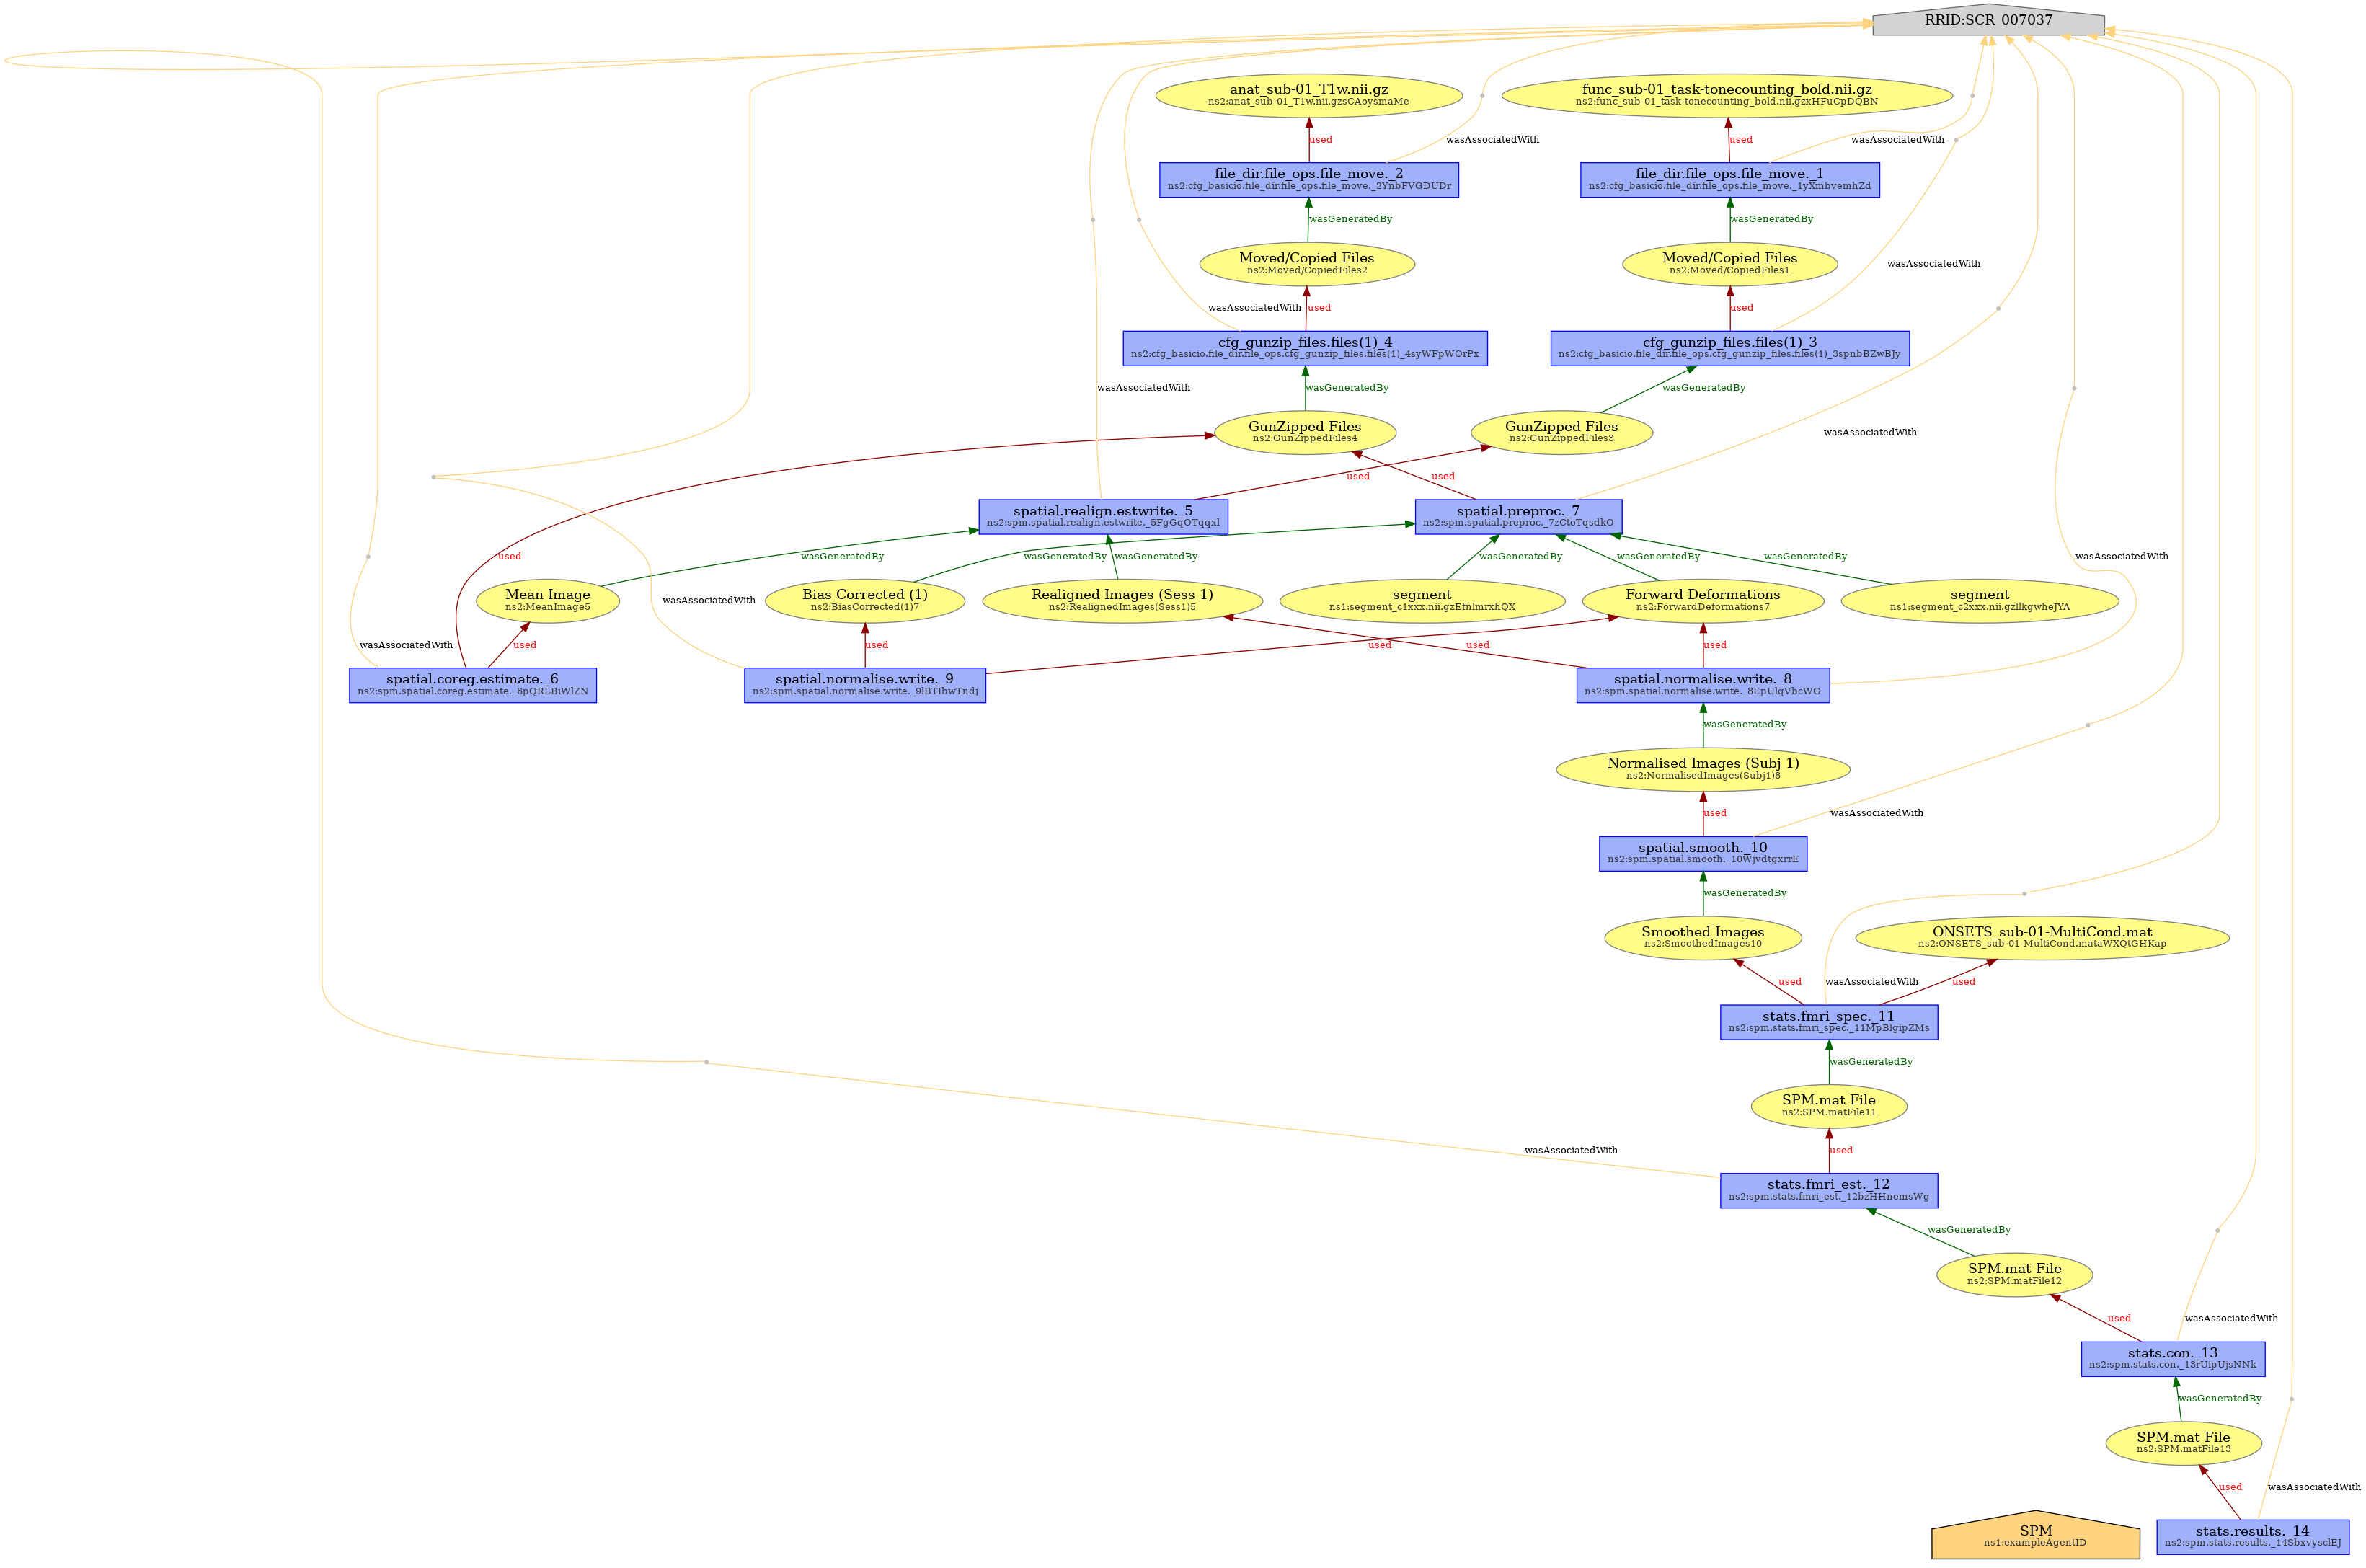 RRID:SCR_007037
anat_sub-01_T1w.nii.gz
ns2:anat_sub-01_T1w.nii.gzsCAoysmaMe
func_sub-01_task-tonecounting_bold.nii.gz
ns2:func_sub-01_task-tonecounting_bold.nii.gzxHFuCpDQBN
used
wasAssociatedWith
used
wasAssociatedWith
file_dir.file_ops.file_move._2
ns2:cfg_basicio.file_dir.file_ops.file_move._2YnbFVGDUDr
file_dir.file_ops.file_move._1
ns2:cfg_basicio.file_dir.file_ops.file_move._1yXmbvemhZd
wasGeneratedBy
wasGeneratedBy
Moved/Copied Files
ns2:Moved/CopiedFiles2
Moved/Copied Files
ns2:Moved/CopiedFiles1
wasAssociatedWith
wasAssociatedWith
used
used
cfg_gunzip_files.files(1)_4
ns2:cfg_basicio.file_dir.file_ops.cfg_gunzip_files.files(1)_4syWFpWOrPx
cfg_gunzip_files.files(1)_3
ns2:cfg_basicio.file_dir.file_ops.cfg_gunzip_files.files(1)_3spnbBZwBJy
wasAssociatedWith
wasGeneratedBy
wasGeneratedBy
GunZipped Files
ns2:GunZippedFiles4
GunZipped Files
ns2:GunZippedFiles3
wasAssociatedWith
used
used
spatial.realign.estwrite._5
ns2:spm.spatial.realign.estwrite._5FgGqOTqqxl
spatial.preproc._7
ns2:spm.spatial.preproc._7zCtoTqsdkO
used
wasGeneratedBy
wasGeneratedBy
wasGeneratedBy
wasGeneratedBy
wasGeneratedBy
wasGeneratedBy
wasAssociatedWith
Mean Image
ns2:MeanImage5
wasAssociatedWith
Bias Corrected (1)
ns2:BiasCorrected(1)7
Realigned Images (Sess 1)
ns2:RealignedImages(Sess1)5
segment
ns1:segment_c1xxx.nii.gzEfnlmrxhQX
Forward Deformations
ns2:ForwardDeformations7
segment
ns1:segment_c2xxx.nii.gzllkgwheJYA
wasAssociatedWith
used
used
used
used
used
spatial.coreg.estimate._6
ns2:spm.spatial.coreg.estimate._6pQRLBiWlZN
spatial.normalise.write._9
ns2:spm.spatial.normalise.write._9lBTIbwTndj
spatial.normalise.write._8
ns2:spm.spatial.normalise.write._8EpUlqVbcWG
wasGeneratedBy
Normalised Images (Subj 1)
ns2:NormalisedImages(Subj1)8
used
wasAssociatedWith
spatial.smooth._10
ns2:spm.spatial.smooth._10WjvdtgxrrE
wasGeneratedBy
Smoothed Images
ns2:SmoothedImages10
ONSETS_sub-01-MultiCond.mat
ns2:ONSETS_sub-01-MultiCond.mataWXQtGHKap
used
wasAssociatedWith
used
stats.fmri_spec._11
ns2:spm.stats.fmri_spec._11MpBlgipZMs
wasGeneratedBy
SPM.mat File
ns2:SPM.matFile11
wasAssociatedWith
used
stats.fmri_est._12
ns2:spm.stats.fmri_est._12bzHHnemsWg
wasGeneratedBy
SPM.mat File
ns2:SPM.matFile12
used
wasAssociatedWith
stats.con._13
ns2:spm.stats.con._13rUipUjsNNk
wasGeneratedBy
SPM.mat File
ns2:SPM.matFile13
used
wasAssociatedWith
SPM
ns1:exampleAgentID
stats.results._14
ns2:spm.stats.results._14SbxvysclEJ